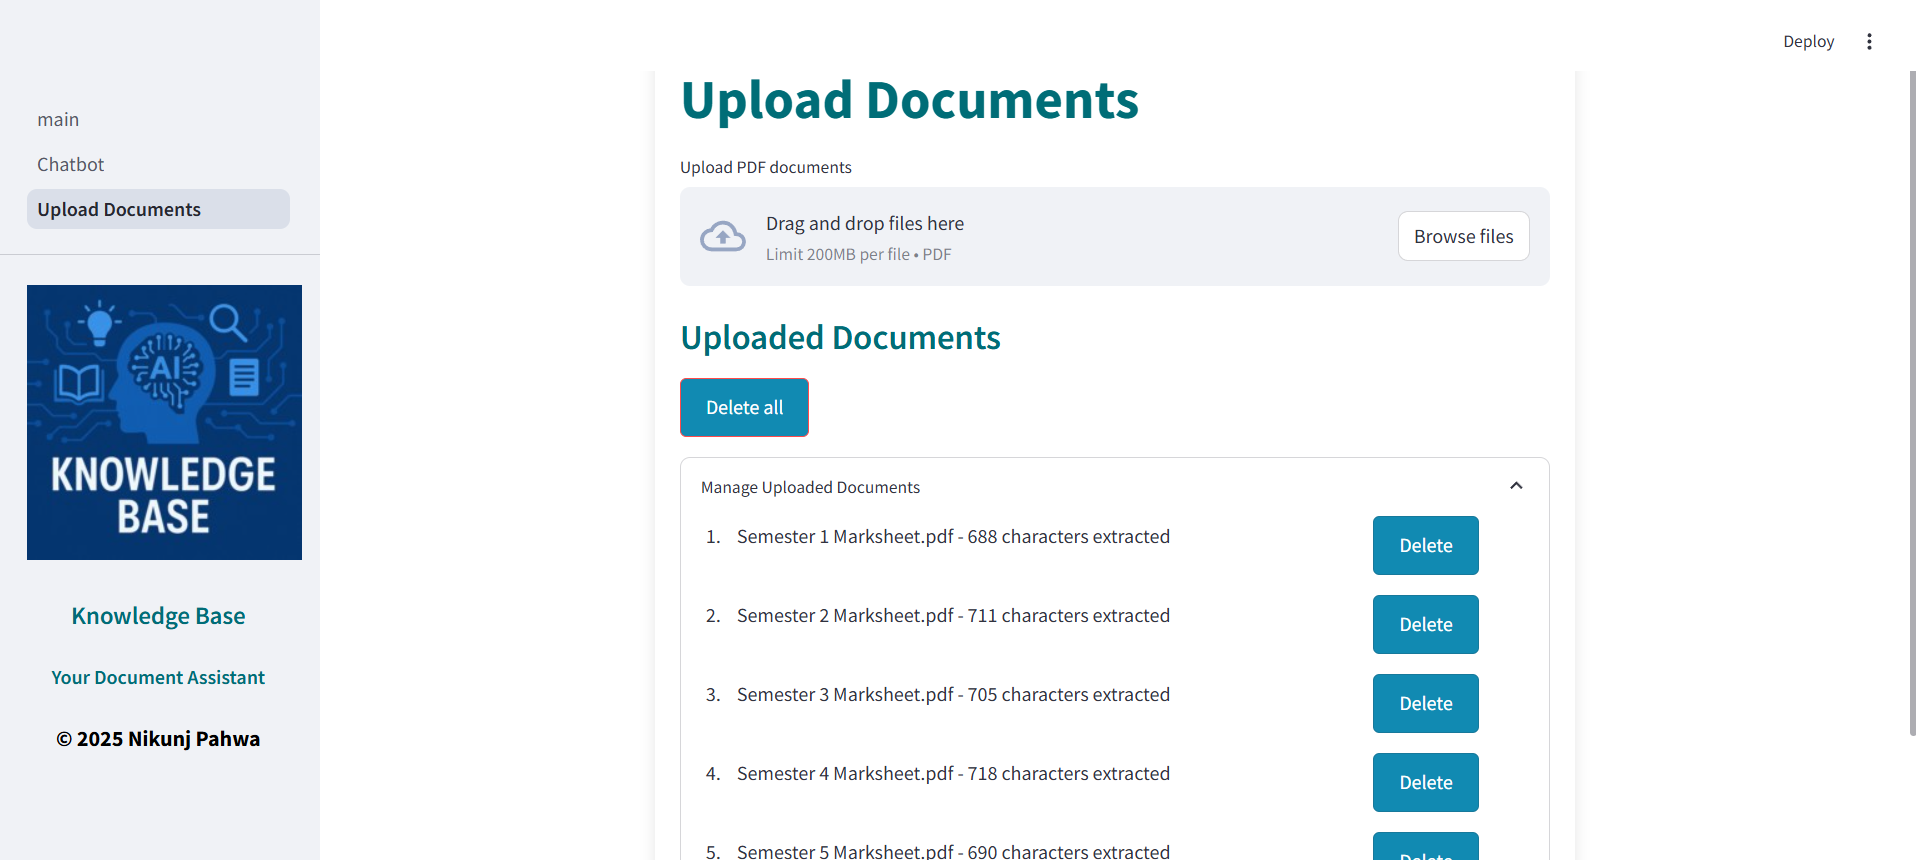 Deploy
main
Chatbot
Upload Documents
AI
KNOWLEDGE
BASE
Knowledge Base
Your Document Assistant
© 2025 Nikunj Pahwa
Upload Documents
Upload PDF documents
Drag and drop files here
Limit 200MB per file • PDF
Browse files
Uploaded Documents
Delete all
Manage Uploaded Documents
1. Semester 1 Marksheet.pdf - 688 characters extracted
Delete
2. Semester 2 Marksheet.pdf - 711 characters extracted
Delete
3. Semester 3 Marksheet.pdf - 705 characters extracted
Delete
4. Semester 4 Marksheet.pdf - 718 characters extracted
Delete
5. Semester 5 Marksheet.pdf - 690 characters extracted
Delete